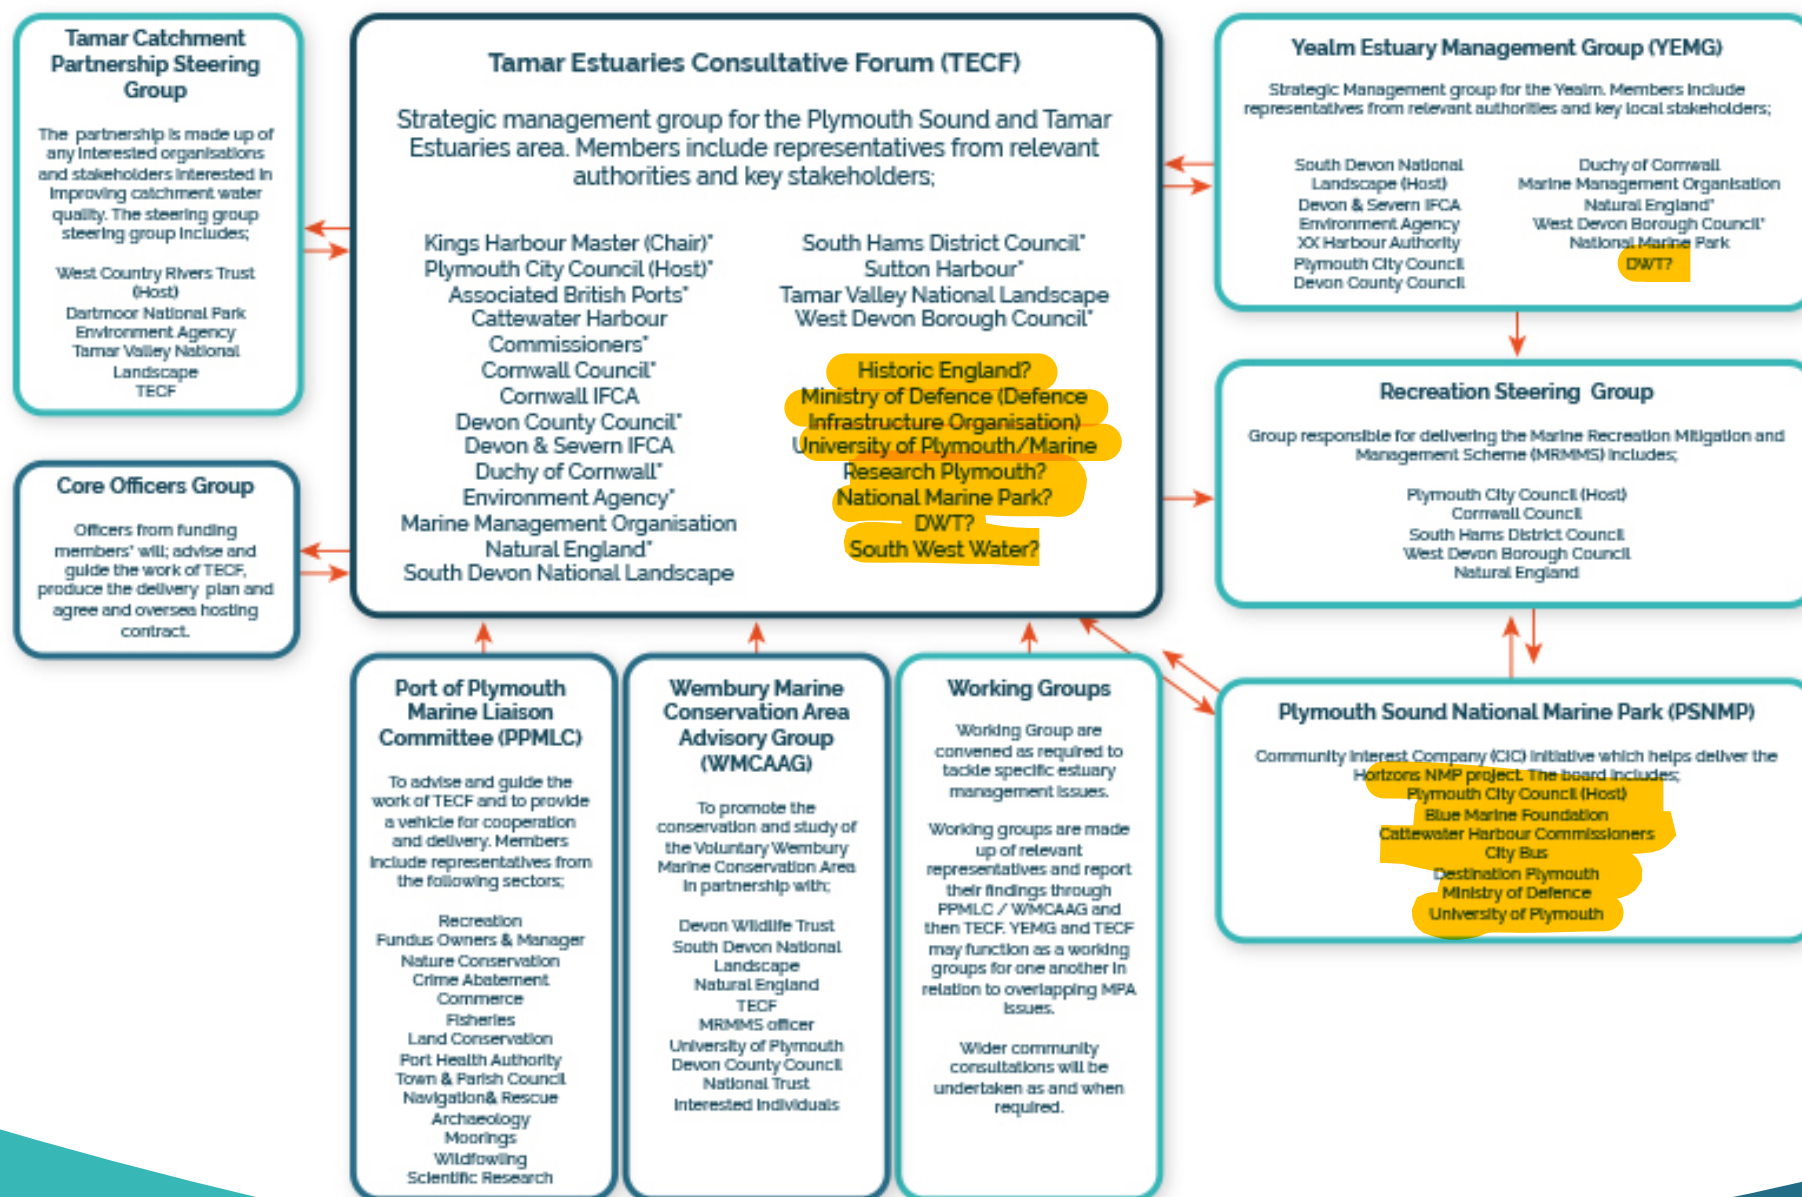 Tamar Catchment
Partnership Steering
Group
The partnership is made up of
any interested organisations
and stakeholders interested in
improving catchment water
quality. The steering group
steering group includes;
West Country Rivers Trust
(Host)
Dartmoor National Park
Environment Agency
Tamar Valley National
Landscape
TECF
Core Officers Group
Officers from funding
members' will; advise and
guide the work of TECF,
produce the delivery plan and
agree and oversea hosting
contract.
Tamar Estuaries Consultative Forum (TECF)
Strategic management group for the Plymouth Sound and Tamar
Estuaries area. Members include representatives from relevant
authorities and key stakeholders;
Kings Harbour Master (Chair)*
Plymouth City Council (Host)*
Associated British Ports*
Cattewater Harbour
Commissioners*
Cornwall Council*
Cornwall IFCA
Devon County Council*
Devon & Severn IFCA
Duchy of Cornwall*
Environment Agency*
Marine Management Organisation
Natural England*
South Devon National Landscape
South Hams District Council*
Sutton Harbour*
Tamar Valley National Landscape
West Devon Borough Council*
Historic England?
Ministry of Defence (Defence
Infrastructure Organisation)
University of Plymouth/Marine
Research Plymouth?
National Marine Park?
DWT?
South West Water?
Yealm Estuary Management Group (YEMG)
Strategic Management group for the Yealm. Members include
representatives from relevant authorities and key local stakeholders;
South Devon National
Landscape (Host)
Devon & Severn IFCA
Environment Agency
XX Harbour Authority
Plymouth City Council
Devon County Council
Duchy of Cornwall
Marine Management Organisation
Natural England*
West Devon Borough Council*
National Marine Park
DWT?
Recreation Steering Group
Group responsible for delivering the Marine Recreation Mitigation and
Management Scheme (MRMMS) includes;
Plymouth City Council (Host)
Cornwall Council
South Hams District Council
West Devon Borough Council
Natural England
Port of Plymouth
Marine Liaison
Committee (PPMLC)
To advise and guide the
work of TECF and to provide
a vehicle for cooperation
and delivery. Members
include representatives from
the following sectors;
Recreation
Fundus Owners & Manager
Nature Conservation
Crime Abatement
Commerce
Fisheries
Land Conservation
Port Health Authority
Town & Parish Council
Navigation& Rescue
Archaeology
Moorings
Wildfowling
Scientific Research
Wembury Marine
Conservation Area
Advisory Group
(WMCAAG)
To promote the
conservation and study of
the Voluntary Wembury
Marine Conservation Area
in partnership with;
Devon Wildlife Trust
South Devon National
Landscape
Natural England
TECF
MRMMS officer
University of Plymouth
Devon County Council
National Trust
Interested Individuals
Working Groups
Working Group are
convened as required to
tackle specific estuary
management issues.
Working groups are made
up of relevant
representatives and report
their findings through
PPMLC / WMCAAG and
then TECF. YEMG and TECF
may function as a working
groups for one another in
relation to overlapping MPA
issues.
Wider community
consultations will be
undertaken as and when
required.
Plymouth Sound National Marine Park (PSNMP)
Community Interest Company (CIC) initiative which helps deliver the
Horizons NMP project. The board includes;
Plymouth City Council (Host)
Blue Marine Foundation
Cattewater Harbour Commissioners
City Bus
Destination Plymouth
Ministry of Defence
University of Plymouth